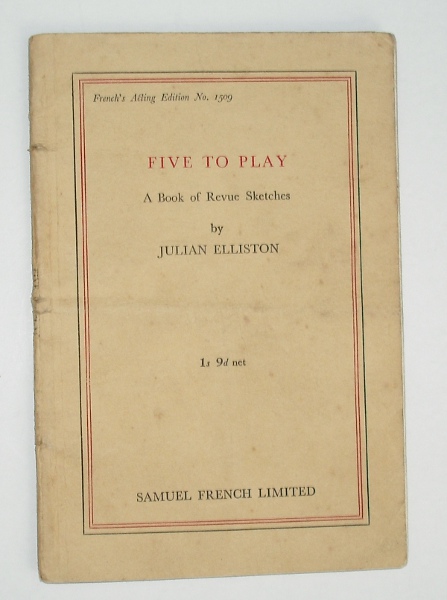 French's Acting Edition No. 1509
FIVE TO PLAY
A Book of Revue Sketches
by
JULIAN ELLISTON
1s 9d net
SAMUEL FRENCH LIMITED